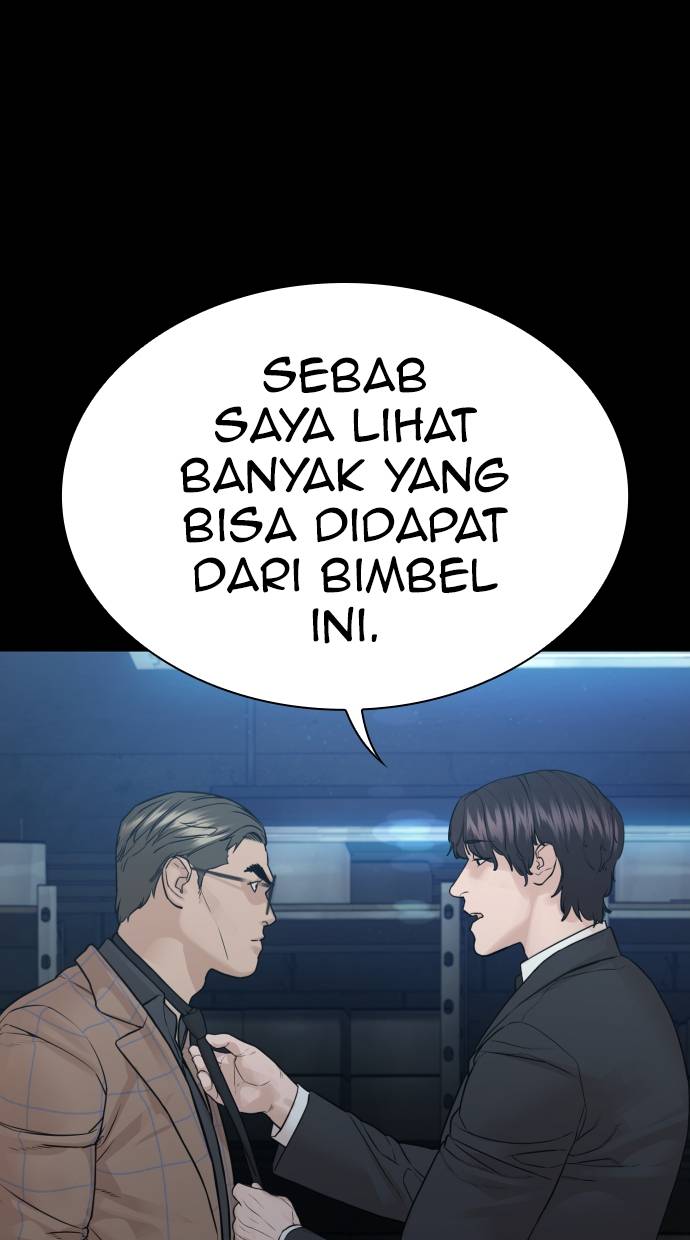 SEBAB
SAYA LIHAT
BANYAK YANG
BISA DIDAPAT
DARI BIMBEL
INI.